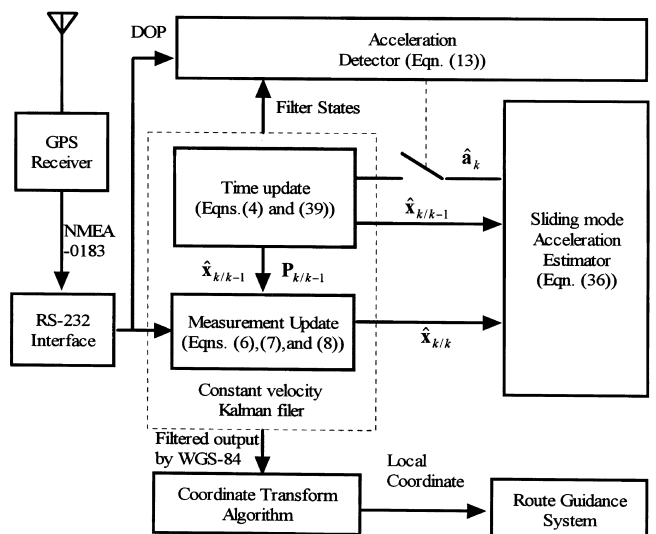 DOP
Acceleration
Detector (Eqn. (13))
Filter States
GPS
Receiver
Time update
(Eqns.(4) and (39))
â_k
x̂_{k/k-1}
Sliding mode
Acceleration
Estimator
(Eqn. (36))
NMEA
-0183
x̂_{k/k-1}
P_{k/k-1}
RS-232
Interface
Measurement Update
(Eqns. (6),(7),and (8))
x̂_{k/k}
Constant velocity
Kalman filer
Filtered output
by WGS-84
Local
Coordinate
Coordinate Transform
Algorithm
Route Guidance
System